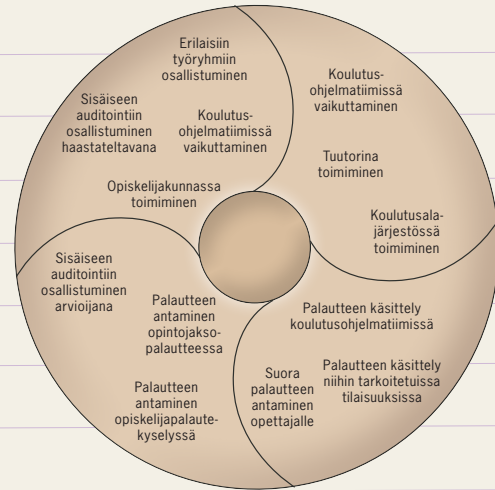 Erilaisiin
työryhmiin
osallistuminen
Sisäiseen
auditointiin
osallistuminen
haastateltavana
Koulutus-
ohjelmatiimissä
vaikuttaminen
Opiskelijakunnassa
toimiminen
Koulutus-
ohjelmatiimissä
vaikuttaminen
Tuutorina
toimiminen
Koulutusala-
järjestössä
toimiminen
Sisäiseen
auditointiin
osallistuminen
arvioijana
Palautteen
antaminen
opintojakso-
palautteessa
Palautteen
antaminen
opiskelijapalaute-
kyselyssä
Palautteen käsittely
koulutusohjelmatiimissä
Suora
palautteen
antaminen
opettajalle
Palautteen käsittely
niihin tarkoitetuissa
tilaisuuksissa